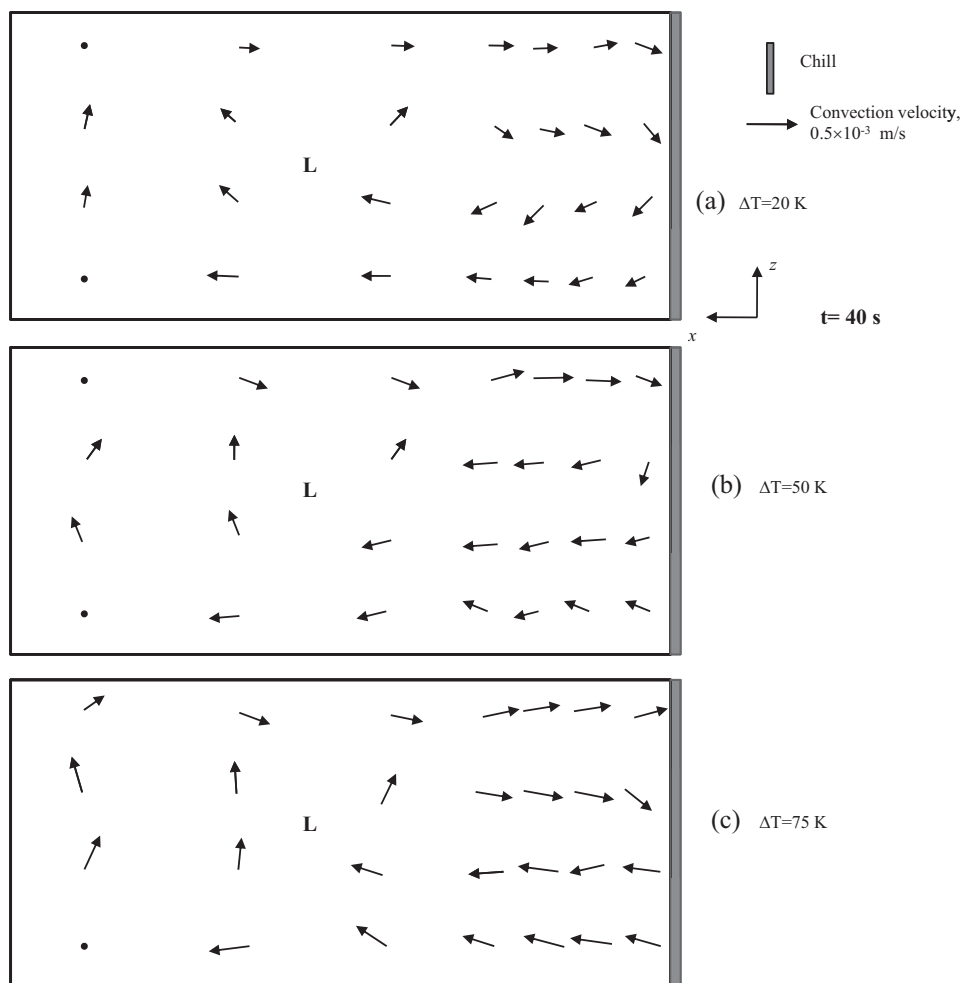 Chill
Convection velocity,
0.5×10⁻³ m/s
L
(a) ΔT=20 K
z
x
t= 40 s
L
(b) ΔT=50 K
L
(c) ΔT=75 K